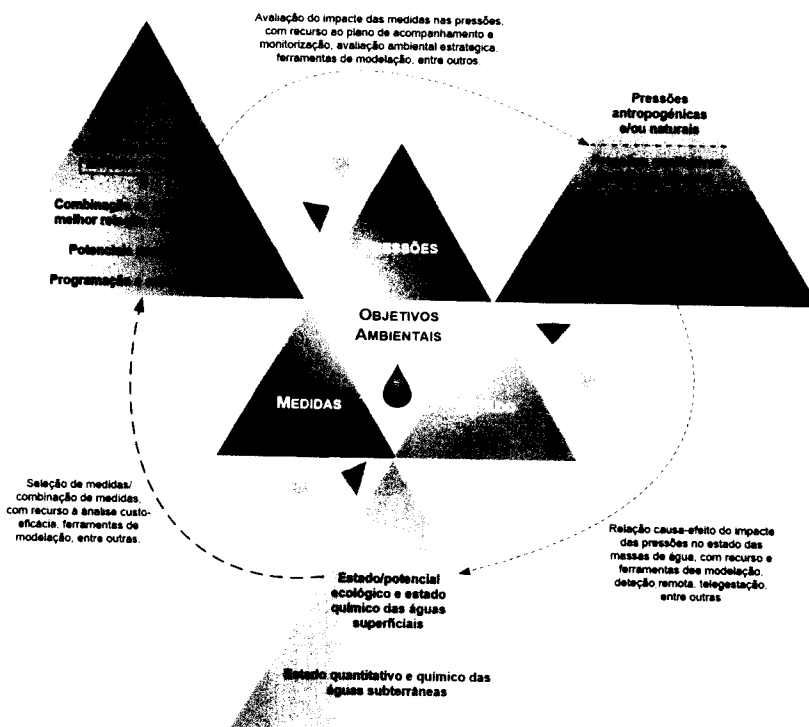 Avaliação do impacte das medidas nas pressões,
com recurso ao plano de acompanhamento e
monitorização, avaliação ambiental estratégica,
ferramentas de modelação, entre outros
Pressões
antropogénicas
e/ou naturais
Combinação
melhor
Potenciais
Programação e
OBJETIVOS
AMBIENTAIS
MEDIDAS
Seleção de medidas/
combinação de medidas,
com recurso à análise custo-
eficácia, ferramentas de
modelação, entre outras.
Relação causa-efeito do impacte
das pressões no estado das
massas de água, com recurso e
ferramentas dee modelação,
deteção remota, telegestação,
entre outras
Estado/potencial
ecológico e estado
químico das águas
superficiais
Estado quantitativo e químico das
águas subterrâneas